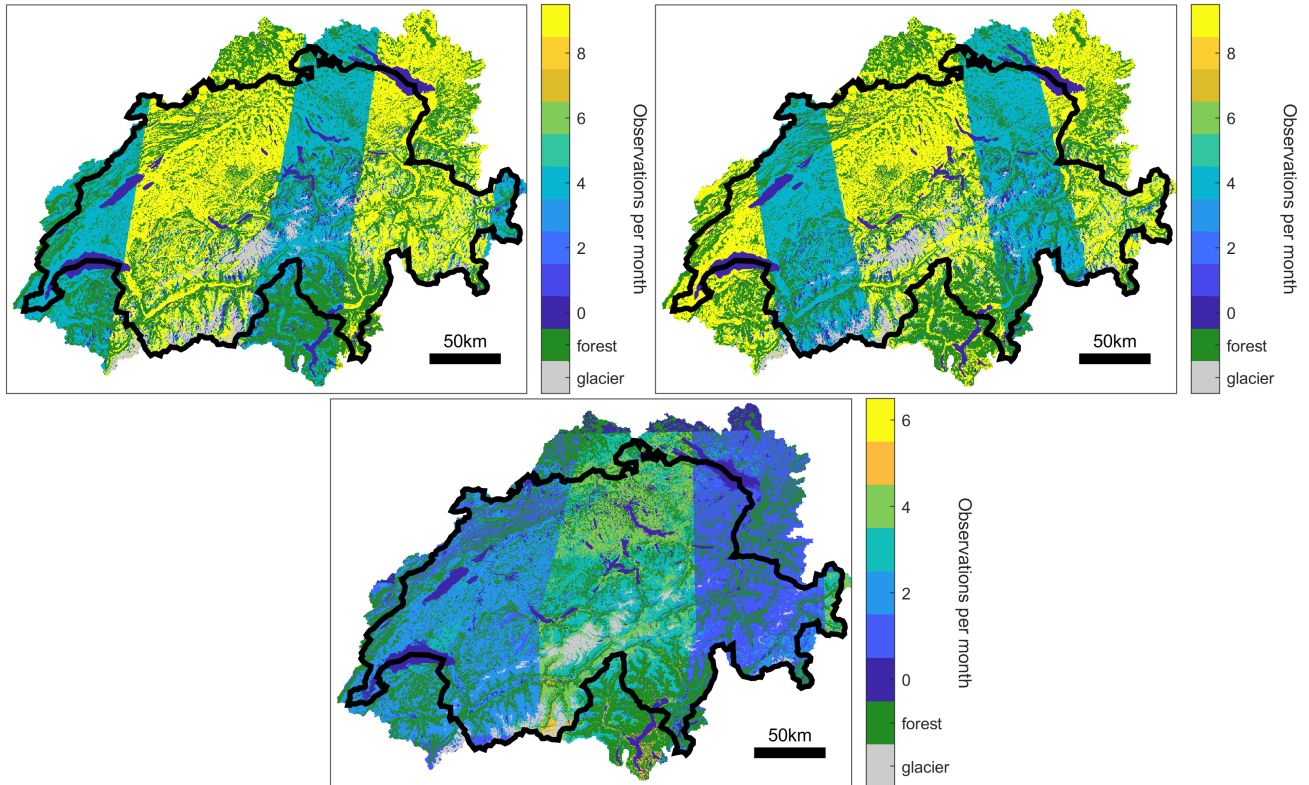 8
6
4
2
0
forest
glacier
Observations per month
50km
8
6
4
2
0
forest
glacier
Observations per month
50km
6
4
2
0
forest
glacier
Observations per month
50km